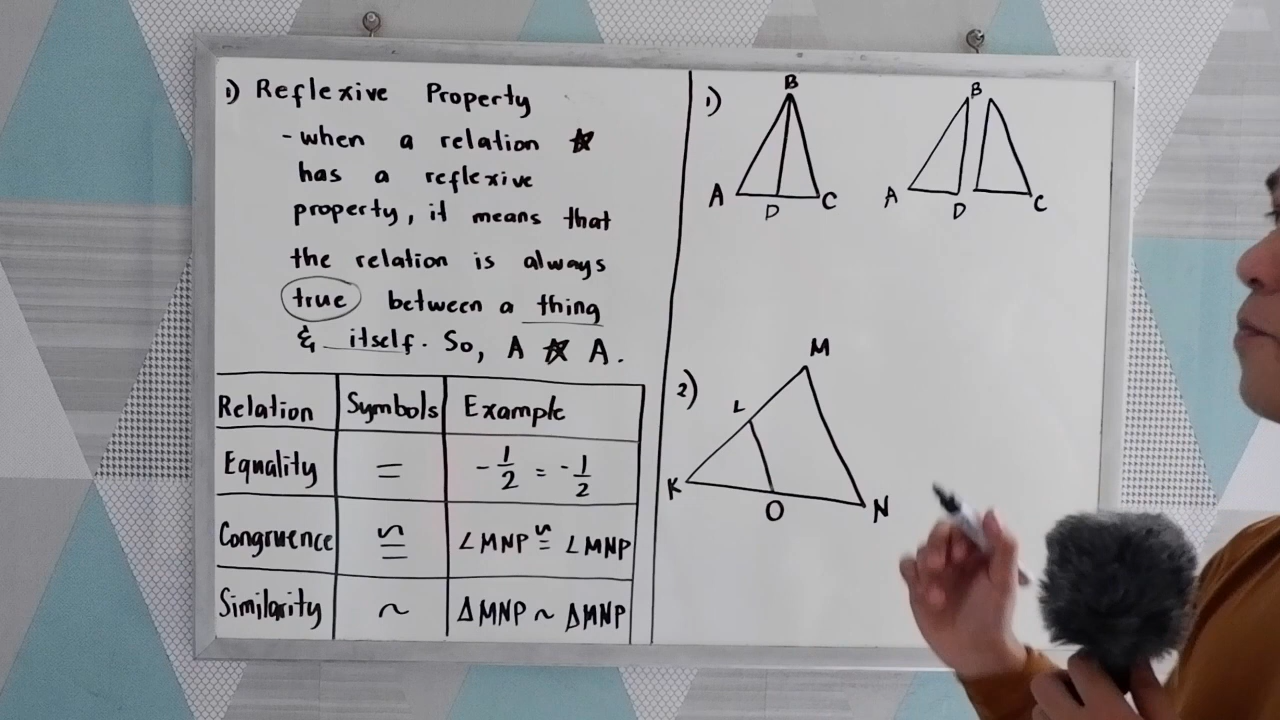 1) Reflexive Property
- when a relation ☆
has a reflexive
property, it means that
the relation is always
true between a thing
& itself. So, A ☆ A.
Relation Symbols Example
Equality = -1/2 = -1/2
Congruence ≅ ∠MNP ≅ ∠MNP
Similarity ~ ΔMNP ~ ΔMNP
1)
B
A D C
B
A D C
2)
M
L
K
O
N